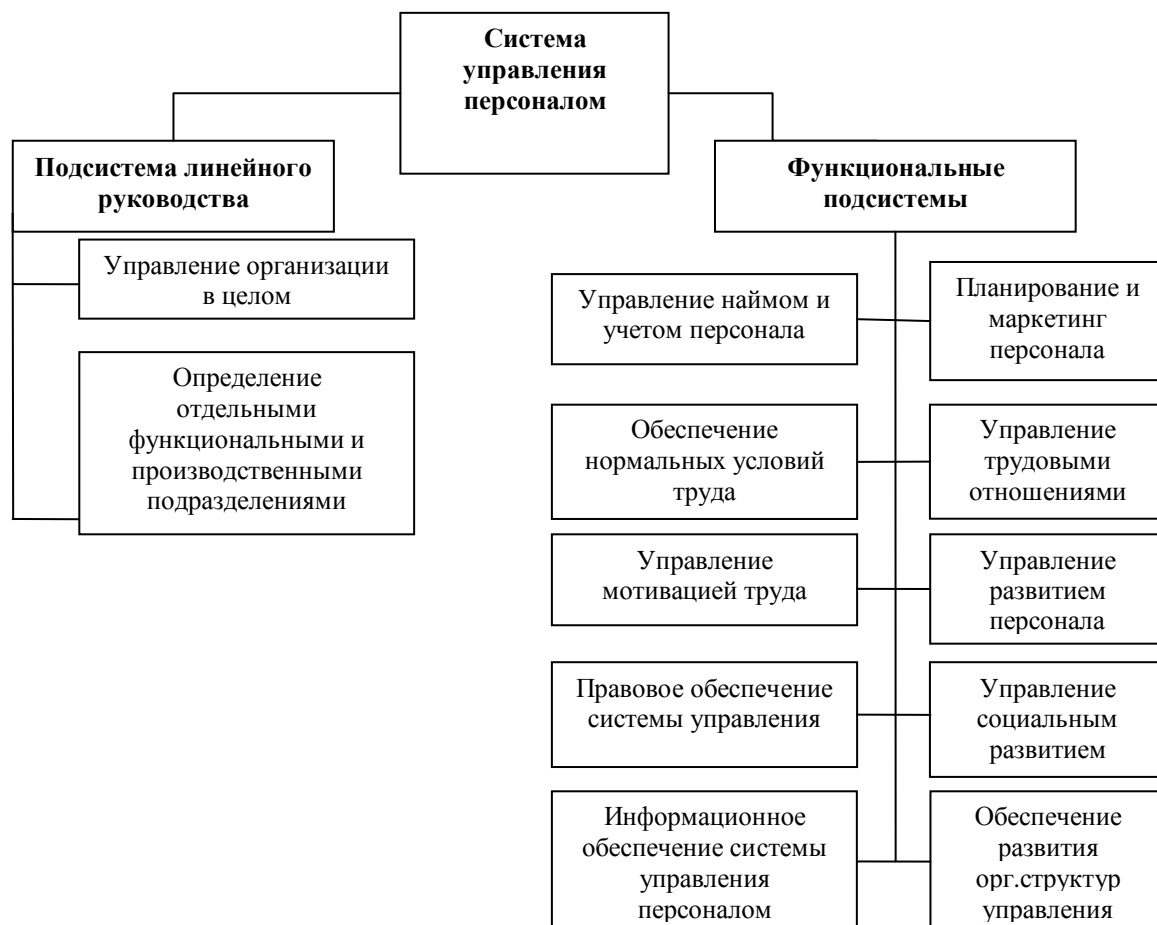 Система
управления
персоналом
Подсистема линейного
руководства
Функциональные
подсистемы
Управление организации
в целом
Определение
отдельными
функциональными и
производственными
подразделениями
Управление наймом и
учетом персонала
Планирование и
маркетинг
персонала
Обеспечение
нормальных условий
труда
Управление
трудовыми
отношениями
Управление
мотивацией труда
Управление
развитием
персонала
Правовое обеспечение
системы управления
Управление
социальным
развитием
Информационное
обеспечение системы
управления
персоналом
Обеспечение
развития
орг.структур
управления